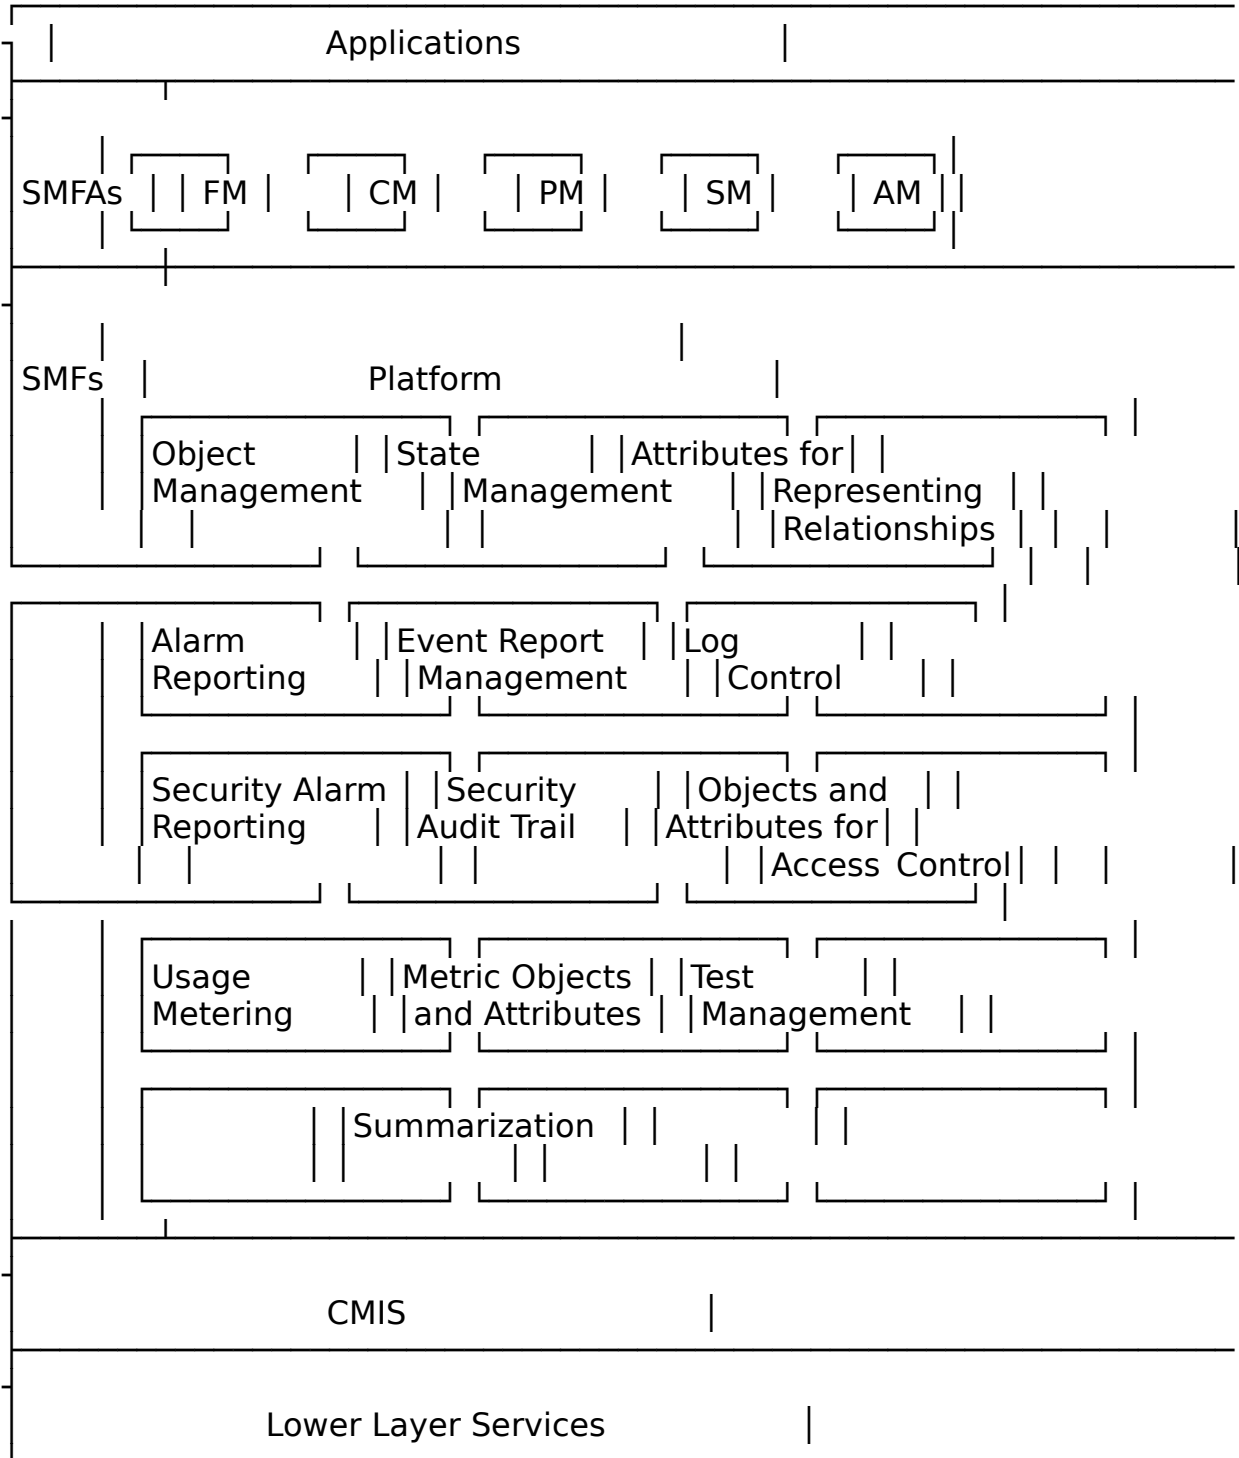 Applications
SMFAs FM CM PM SM AM
SMFs Platform
Object State Attributes for
Management Management Representing
Relationships
Alarm Event Report Log
Reporting Management Control
Security Alarm Security Objects and
Reporting Audit Trail Attributes for
Access Control
Usage Metric Objects Test
Metering and Attributes Management
Summarization
CMIS
Lower Layer Services